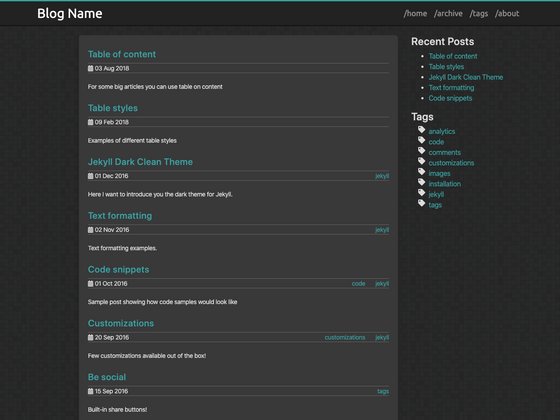 Blog Name
/home /archive /tags /about
Table of content
03 Aug 2018
For some big articles you can use table on content
Table styles
09 Feb 2018
Examples of different table styles
Jekyll Dark Clean Theme
01 Dec 2016 jekyll
Here I want to introduce you the dark theme for Jekyll.
Text formatting
02 Nov 2016 jekyll
Text formatting examples.
Code snippets
01 Oct 2016 code jekyll
Sample post showing how code samples would look like
Customizations
20 Sep 2016 customizations jekyll
Few customizations available out of the box!
Be social
15 Sep 2016 tags
Built-in share buttons!
Recent Posts
Table of content
Table styles
Jekyll Dark Clean Theme
Text formatting
Code snippets
Tags
analytics
code
comments
customizations
images
installation
jekyll
tags